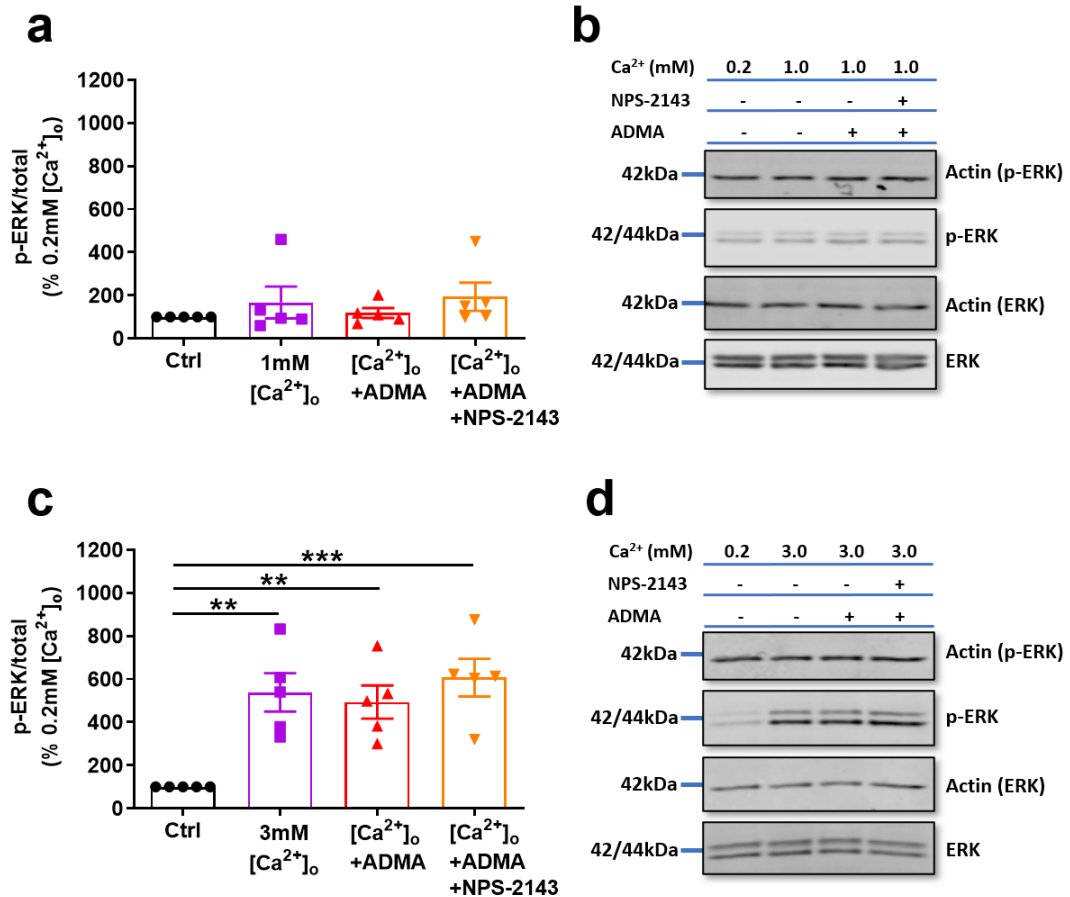 a
p-ERK/total
(% 0.2mM [Ca²⁺]ₒ)
1200
1000
800
600
400
200
0
Ctrl
1mM
[Ca²⁺]ₒ
[Ca²⁺]ₒ
+ADMA
[Ca²⁺]ₒ
+ADMA
+NPS-2143
b
Ca²⁺ (mM) 0.2 1.0 1.0 1.0
NPS-2143 - - - +
ADMA - - + +
42kDa Actin (p-ERK)
42/44kDa p-ERK
42kDa Actin (ERK)
42/44kDa ERK
c
p-ERK/total
(% 0.2mM [Ca²⁺]ₒ)
1200
1000
800
600
400
200
0
***
**
**
Ctrl
3mM
[Ca²⁺]ₒ
[Ca²⁺]ₒ
+ADMA
[Ca²⁺]ₒ
+ADMA
+NPS-2143
d
Ca²⁺ (mM) 0.2 3.0 3.0 3.0
NPS-2143 - - - +
ADMA - - + +
42kDa Actin (p-ERK)
42/44kDa p-ERK
42kDa Actin (ERK)
42/44kDa ERK